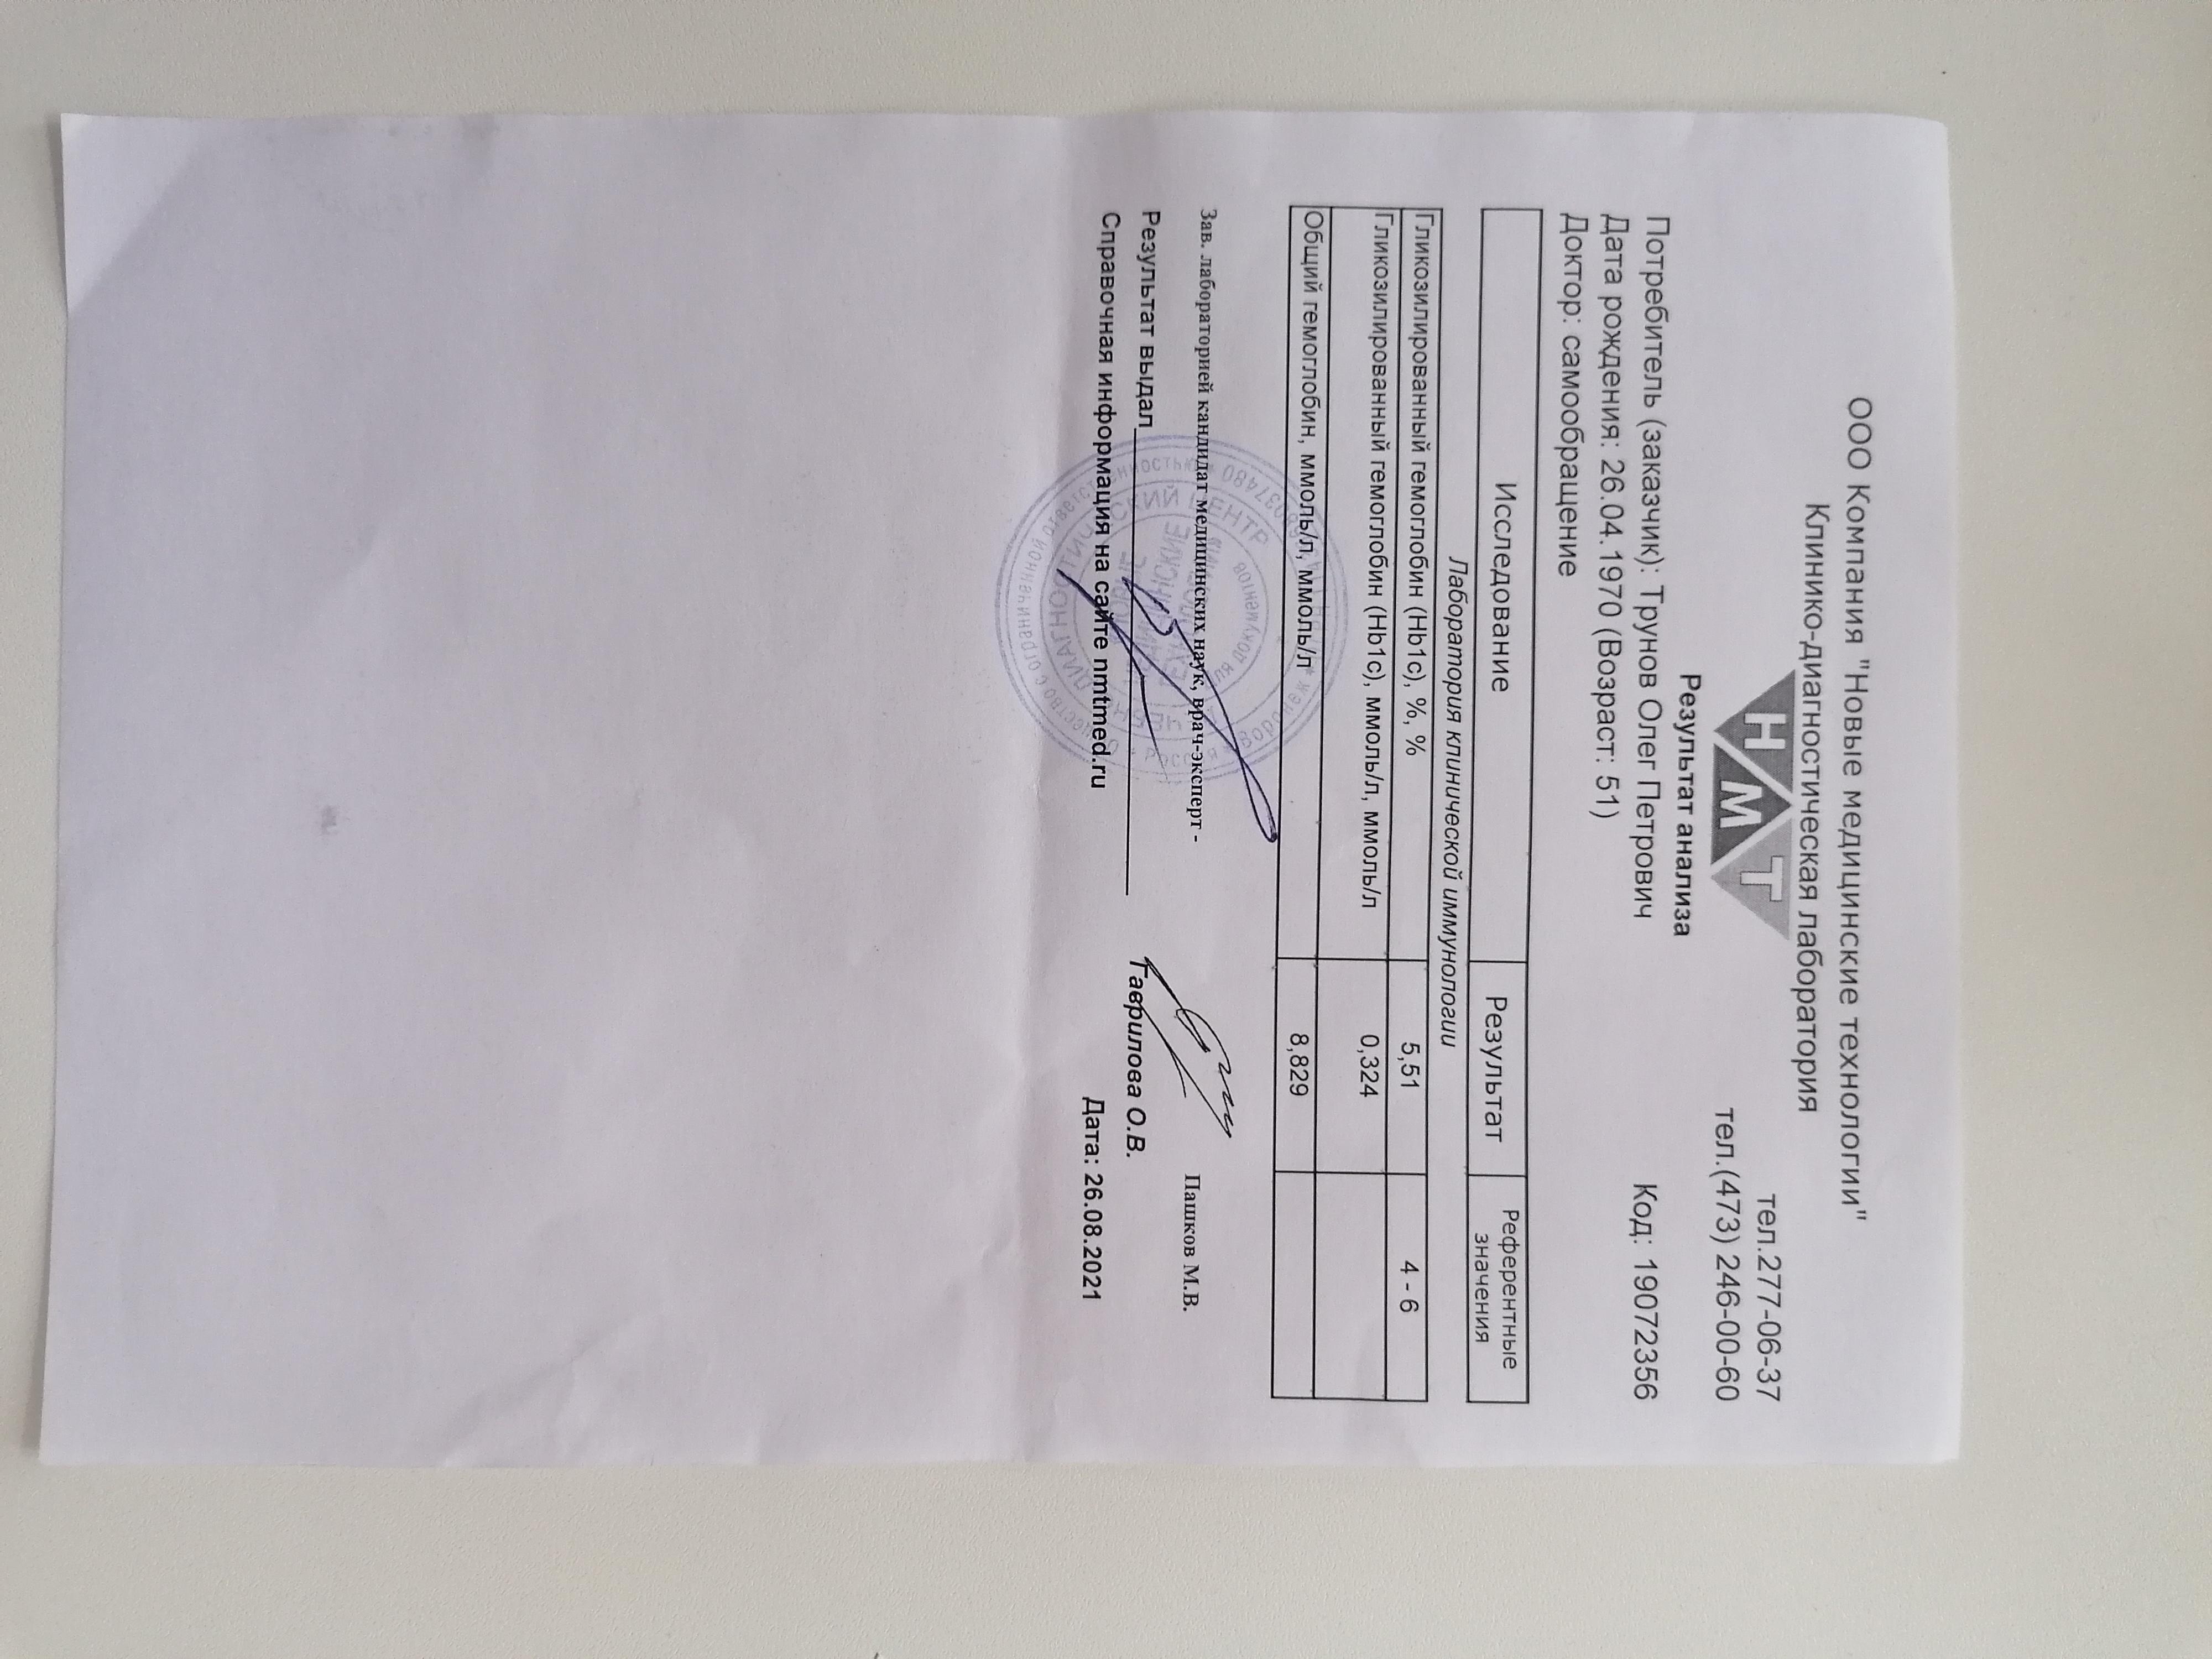 ООО Компания "Новые медицинские технологии"
Клинико-диагностическая лаборатория
НМТ
тел.277-06-37
тел.(473) 246-00-60
Результат анализа
Потребитель (заказчик): Трунов Олег Петрович
Код: 19072356
Дата рождения: 26.04.1970 (Возраст: 51)
Доктор: самообращение
Исследование Результат Референтные значения
Лаборатория клинической иммунологии
Гликозилированный гемоглобин (Hb1c), %, % 5,51 4 - 6
Гликозилированный гемоглобин (Hb1c), ммоль/л, ммоль/л 0,324
Общий гемоглобин, ммоль/л, ммоль/л 8,829
Зав. лабораторией кандидат медицинских наук, врач-эксперт - Пашков М.В.
Результат выдал Гаврилова О.В.
Справочная информация на сайте nmtmed.ru
Дата: 26.08.2021